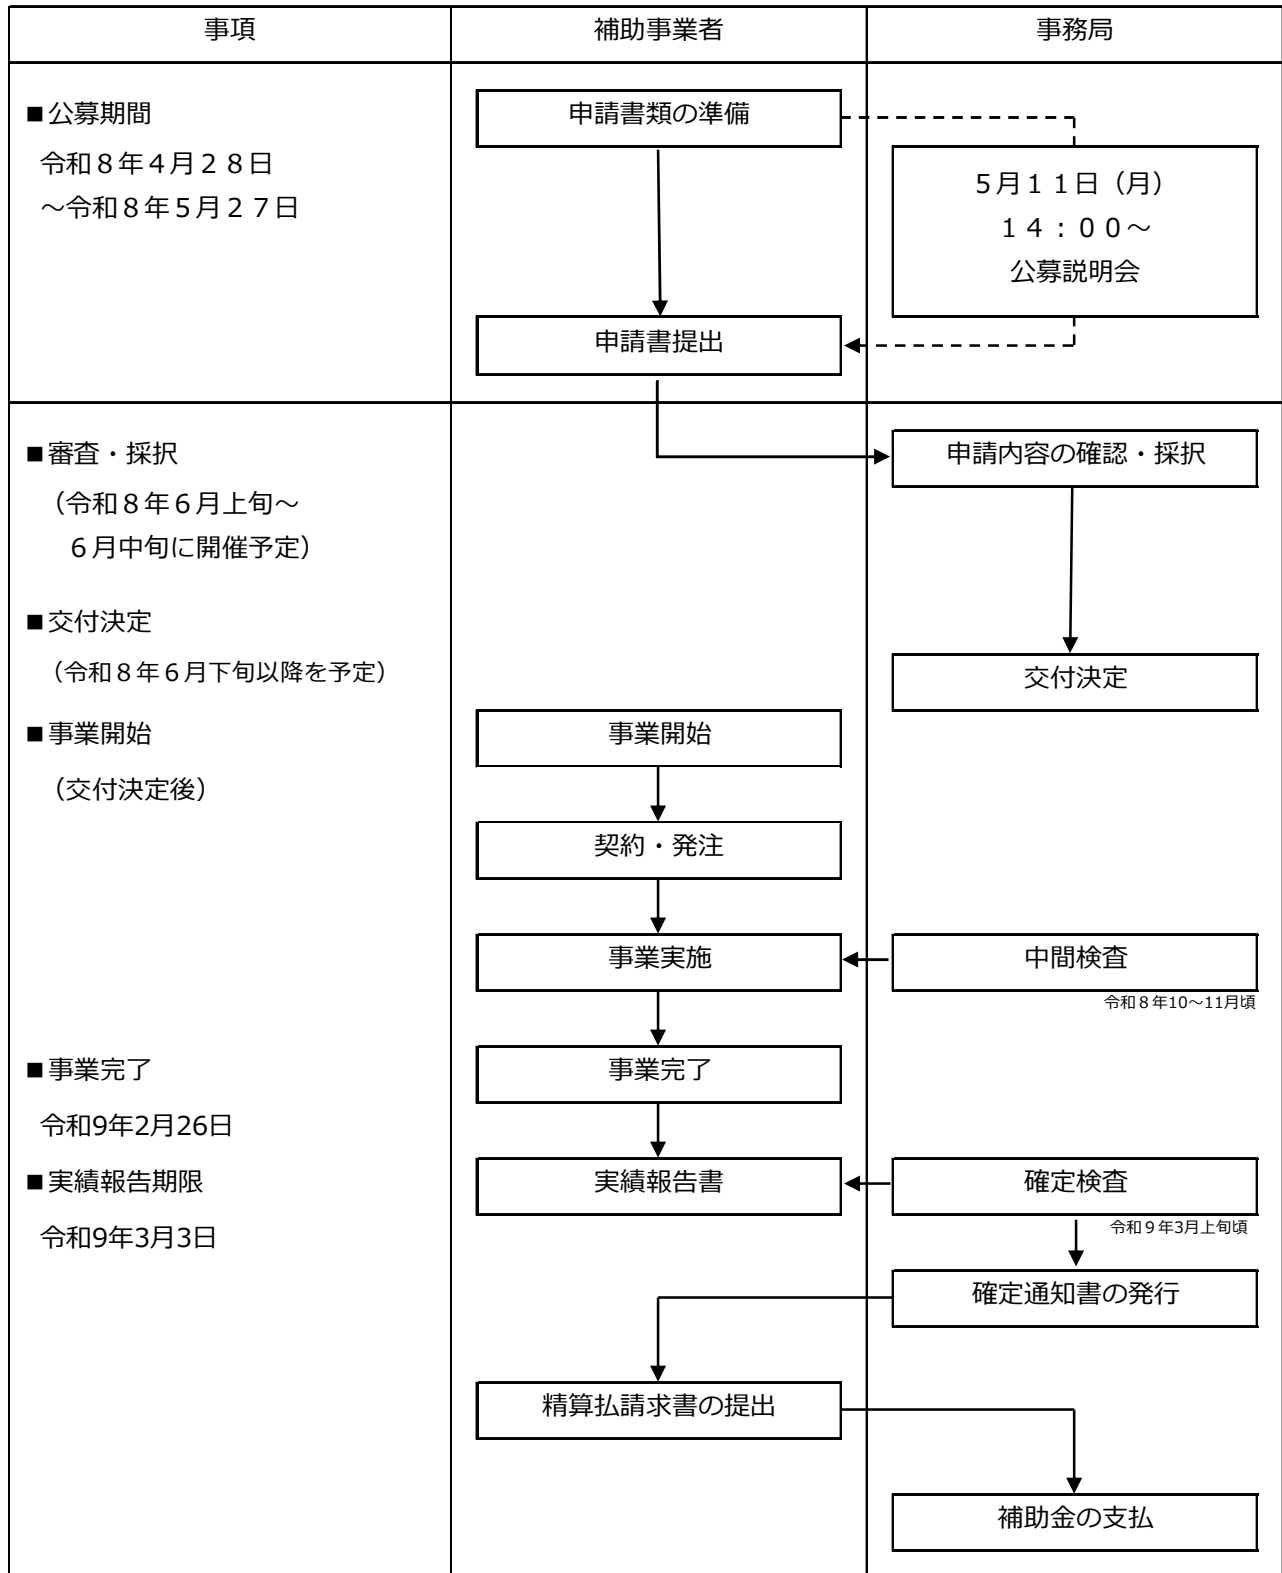 事項
補助事業者
事務局
■公募期間
令和８年４月２８日
～令和８年５月２７日
申請書類の準備
５月１１日（月）
１４：００～
公募説明会
申請書提出
■審査・採択
（令和８年６月上旬～
６月中旬に開催予定）
申請内容の確認・採択
■交付決定
（令和８年６月下旬以降を予定）
交付決定
■事業開始
（交付決定後）
事業開始
契約・発注
事業実施
中間検査
令和８年10～11月頃
■事業完了
令和9年2月26日
事業完了
■実績報告期限
令和9年3月3日
実績報告書
確定検査
令和９年3月上旬頃
確定通知書の発行
精算払請求書の提出
補助金の支払